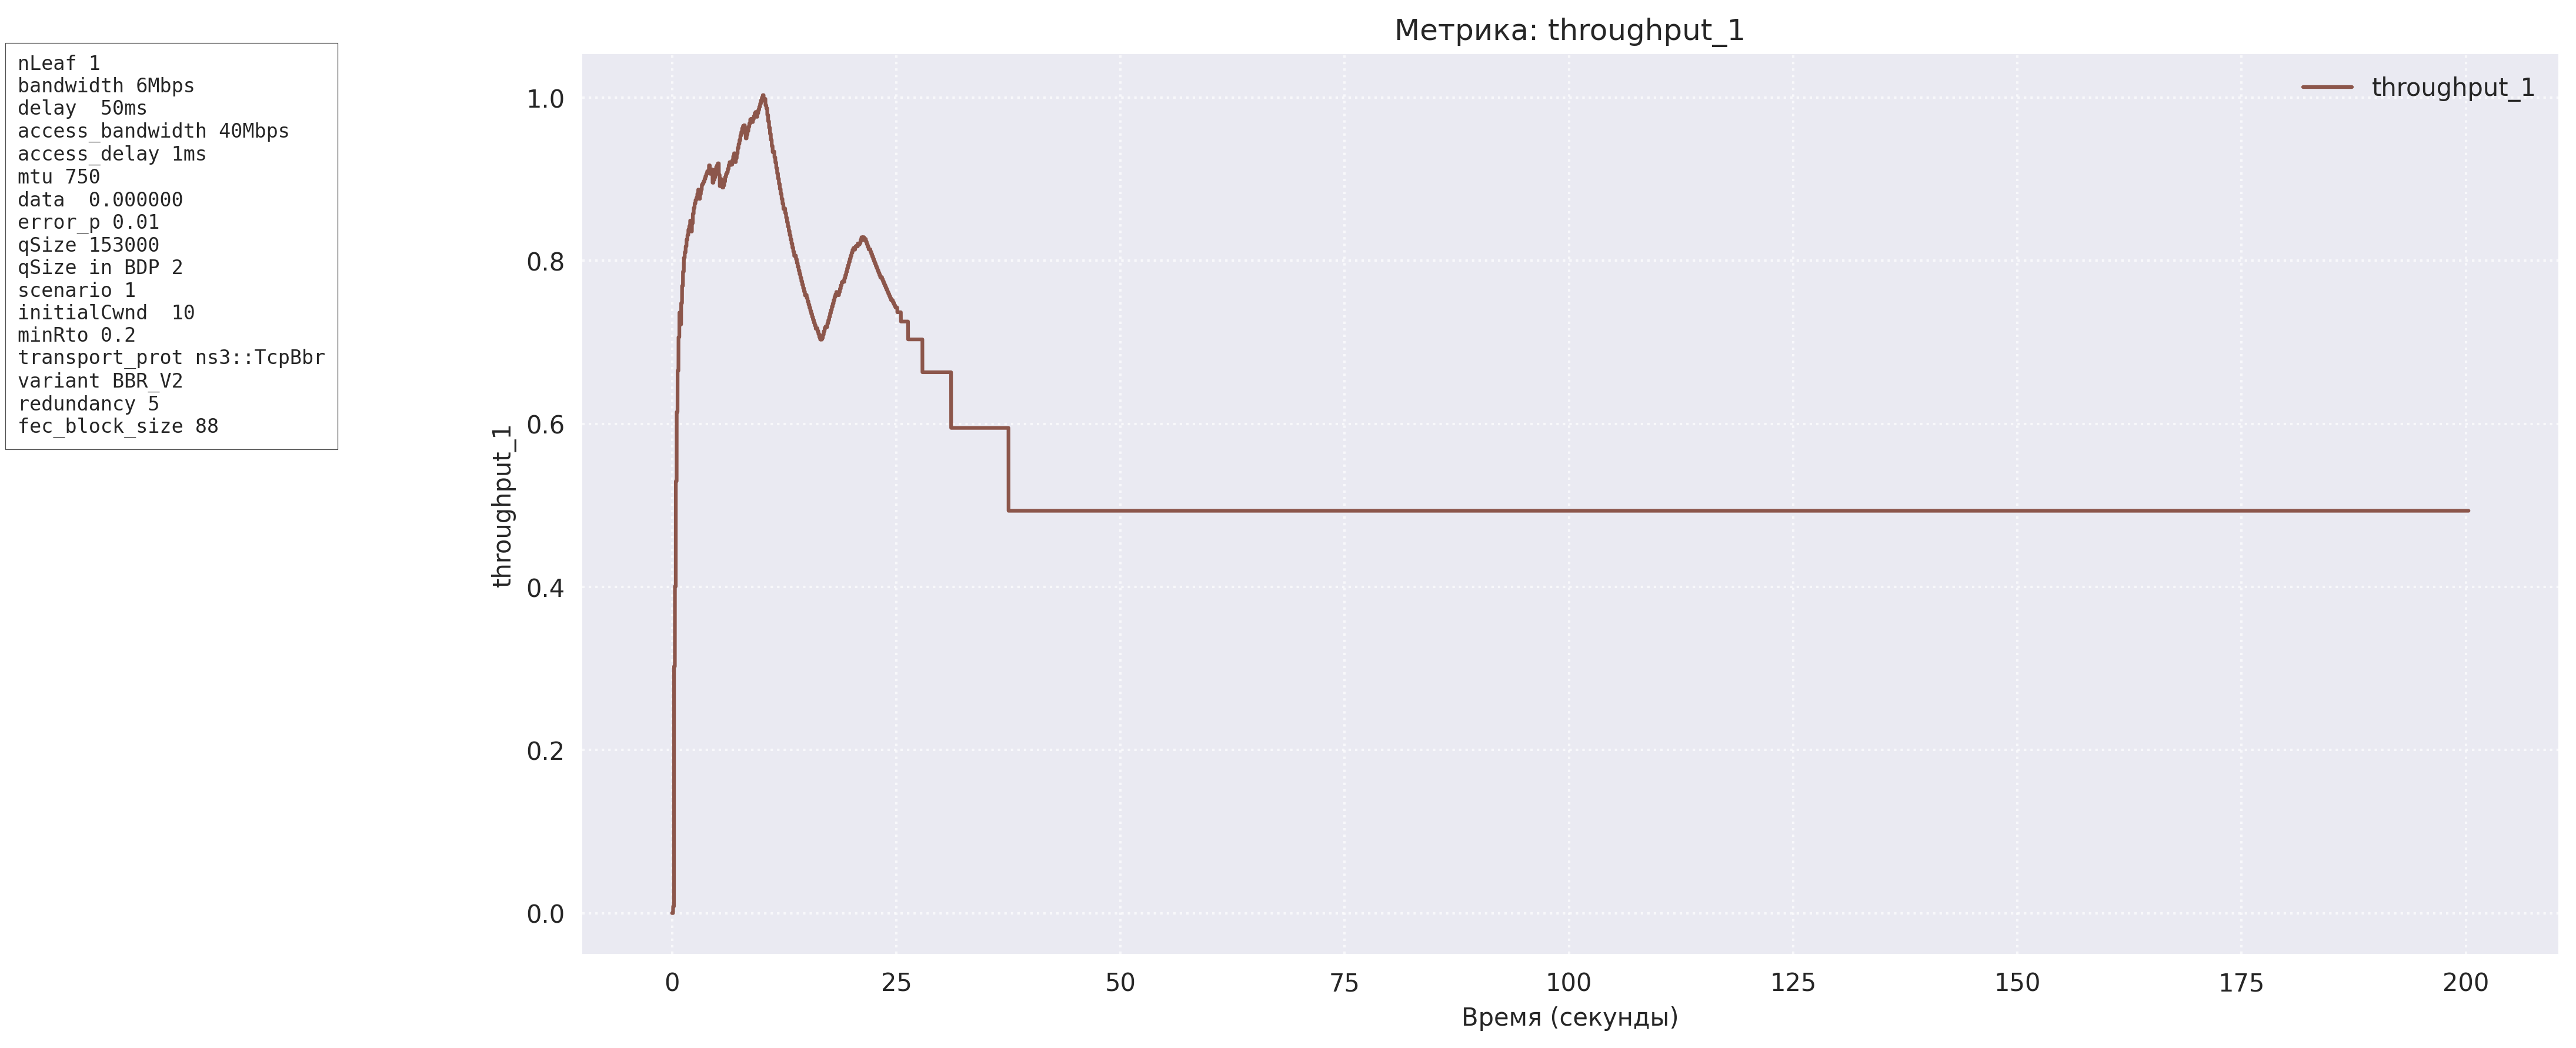 Метрика: throughput_1
nLeaf 1
bandwidth 6Mbps
delay  50ms
access_bandwidth 40Mbps
access_delay 1ms
mtu 750
data  0.000000
error_p 0.01
qSize 153000
qSize in BDP 2
scenario 1
initialCwnd  10
minRto 0.2
transport_prot ns3::TcpBbr
variant BBR_V2
redundancy 5
fec_block_size 88
throughput_1
throughput_1
1.0
0.8
0.6
0.4
0.2
0.0
0 25 50 75 100 125 150 175 200
Время (секунды)